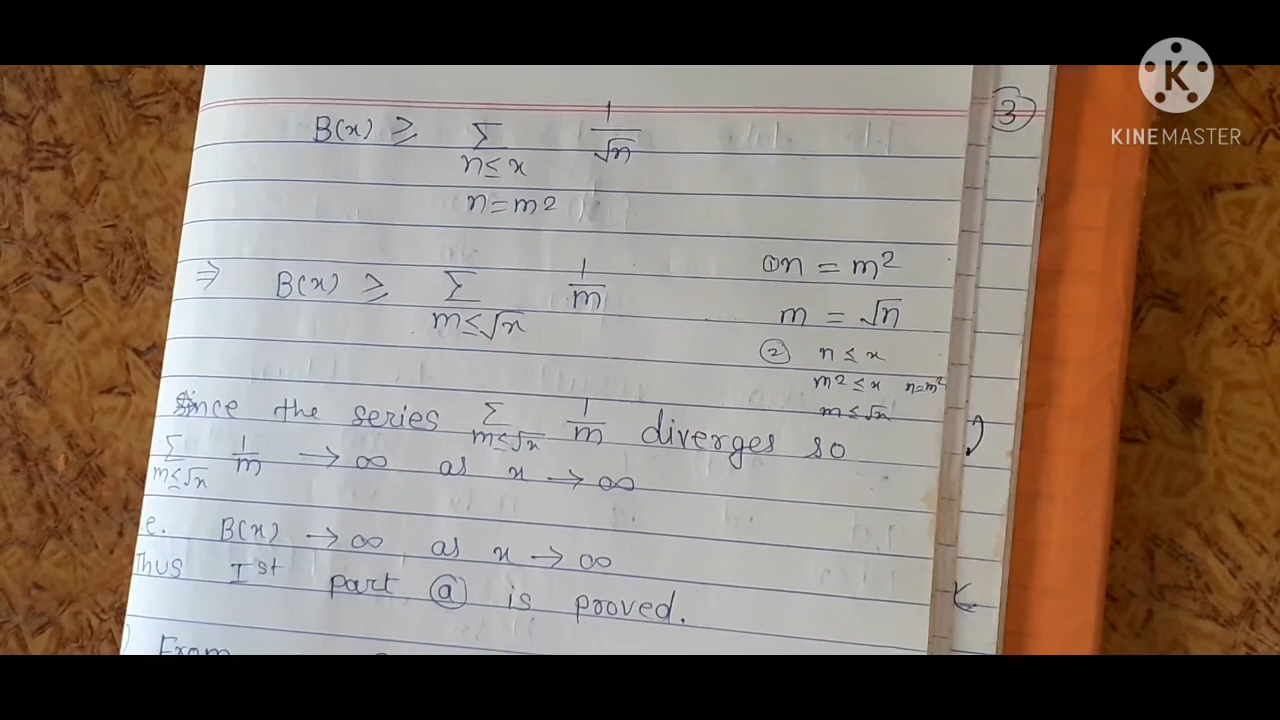 K
KINEMASTER
3
B(x) ≥ Σ 1/√n
n ≤ x
n = m2
⇒ B(x) ≥ Σ 1/m
m ≤ √x
① n = m2
m = √n
② n ≤ x
m2 ≤ x n=m2
m ≤ √x
Since the series Σ 1/m diverges so
m ≤ √x
Σ 1/m → ∞ as x → ∞
m ≤ √x
.e. B(x) → ∞ as x → ∞
Thus Ist part ⓐ is proved.
From